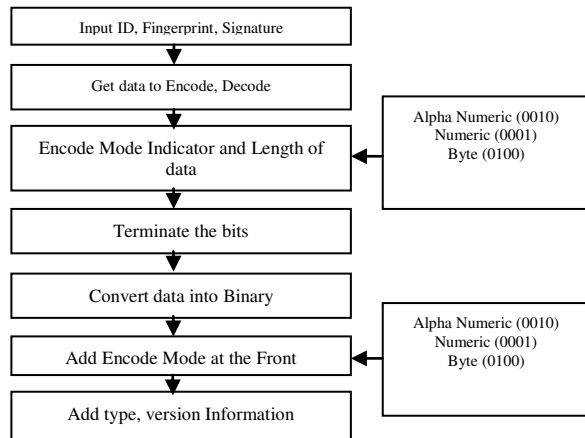 Input ID, Fingerprint, Signature
Get data to Encode, Decode
Encode Mode Indicator and Length of
data
Alpha Numeric (0010)
Numeric (0001)
Byte (0100)
Terminate the bits
Convert data into Binary
Add Encode Mode at the Front
Alpha Numeric (0010)
Numeric (0001)
Byte (0100)
Add type, version Information